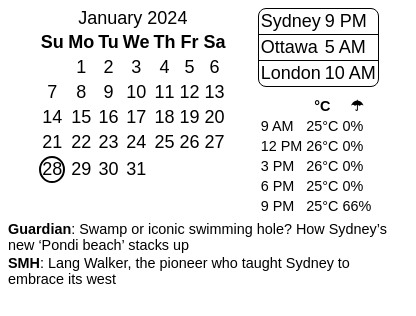 January 2024
Su Mo Tu We Th Fr Sa
1 2 3 4 5 6
7 8 9 10 11 12 13
14 15 16 17 18 19 20
21 22 23 24 25 26 27
28 29 30 31
Sydney 9 PM
Ottawa 5 AM
London 10 AM
°C ☂
9 AM 25°C 0%
12 PM 26°C 0%
3 PM 26°C 0%
6 PM 25°C 0%
9 PM 25°C 66%
Guardian: Swamp or iconic swimming hole? How Sydney’s
new ‘Pondi beach’ stacks up
SMH: Lang Walker, the pioneer who taught Sydney to
embrace its west